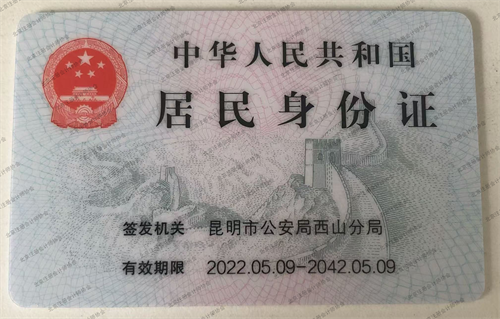 中华人民共和国
居民身份证
签发机关 昆明市公安局西山分局
有效期限 2022.05.09-2042.05.09